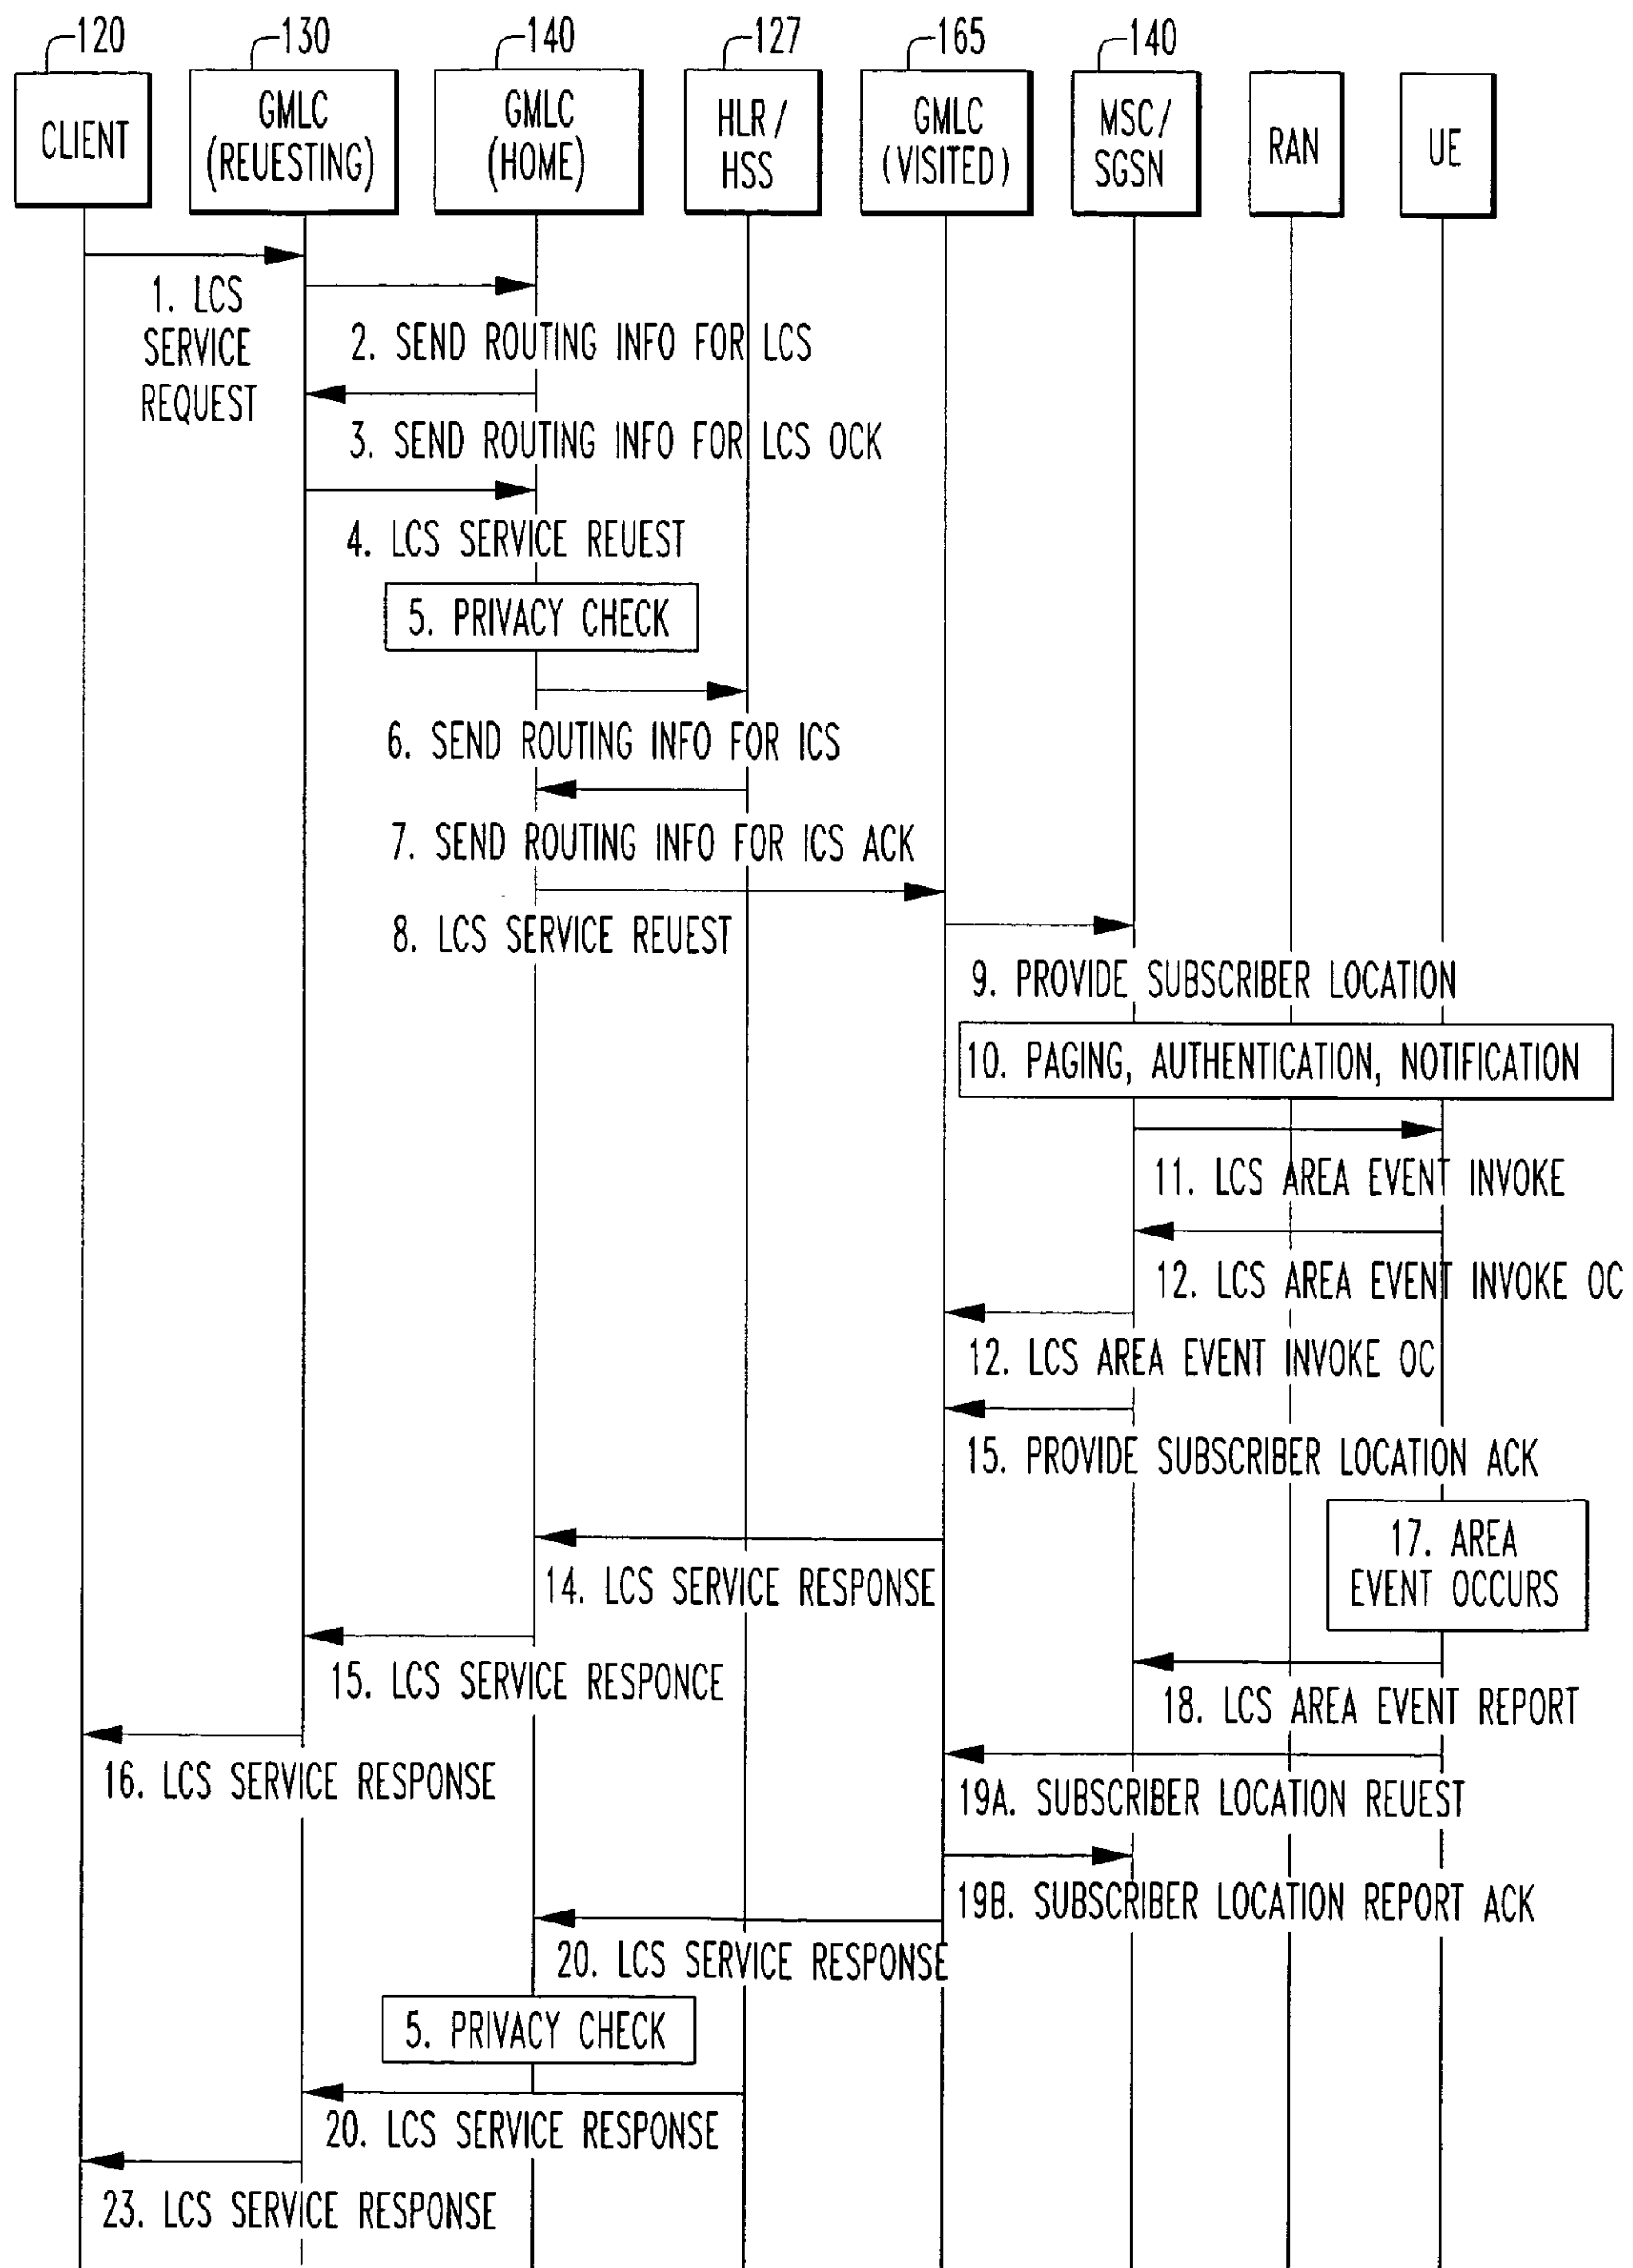 120
130
140
127
165
140
CLIENT
GMLC
(REUESTING)
GMLC
(HOME)
HLR/
HSS
GMLC
(VISITED)
MSC/
SGSN
RAN
UE
1. LCS
SERVICE
REQUEST
2. SEND ROUTING INFO FOR LCS
3. SEND ROUTING INFO FOR LCS OCK
4. LCS SERVICE REUEST
5. PRIVACY CHECK
6. SEND ROUTING INFO FOR ICS
7. SEND ROUTING INFO FOR ICS ACK
8. LCS SERVICE REUEST
9. PROVIDE SUBSCRIBER LOCATION
10. PAGING, AUTHENTICATION, NOTIFICATION
11. LCS AREA EVENT INVOKE
12. LCS AREA EVENT INVOKE OC
12. LCS AREA EVENT INVOKE OC
15. PROVIDE SUBSCRIBER LOCATION ACK
17. AREA
EVENT OCCURS
14. LCS SERVICE RESPONSE
15. LCS SERVICE RESPONCE
18. LCS AREA EVENT REPORT
16. LCS SERVICE RESPONSE
19A. SUBSCRIBER LOCATION REUEST
19B. SUBSCRIBER LOCATION REPORT ACK
20. LCS SERVICE RESPONSE
5. PRIVACY CHECK
20. LCS SERVICE RESPONSE
23. LCS SERVICE RESPONSE